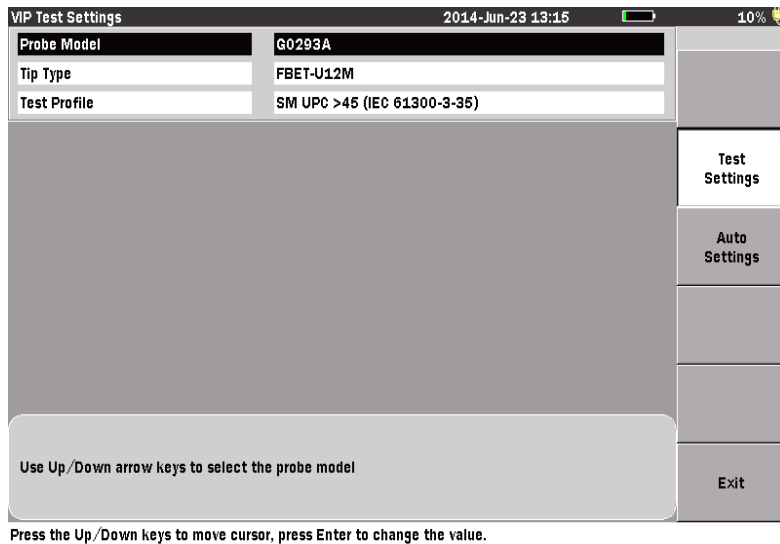 VIP Test Settings 2014-Jun-23 13:15 10%
Probe Model G0293A
Tip Type FBET-U12M
Test Profile SM UPC >45 (IEC 61300-3-35)
Test
Settings
Auto
Settings
Use Up/Down arrow keys to select the probe model
Exit
Press the Up/Down keys to move cursor, press Enter to change the value.